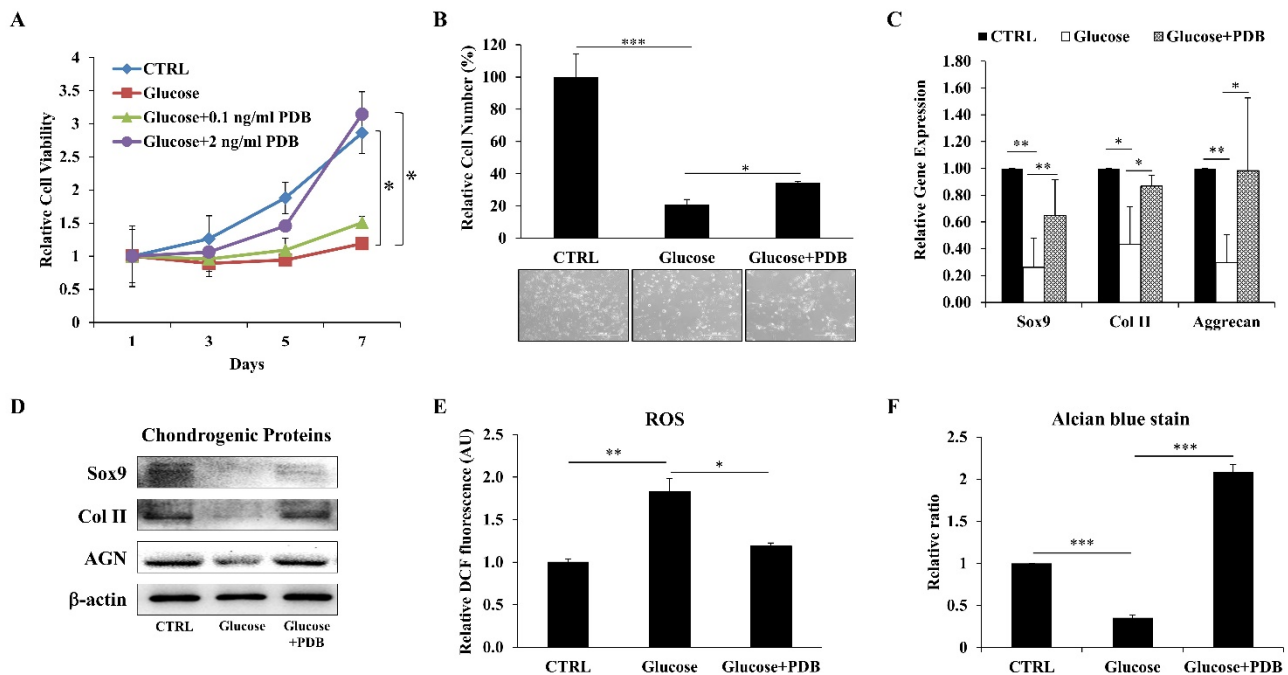 A
CTRL
Glucose
Glucose+0.1 ng/ml PDB
Glucose+2 ng/ml PDB
Relative Cell Viability
4
3.5
3
2.5
2
1.5
1
0.5
0
*
*
1 3 5 7
Days
B
Relative Cell Number (%)
120
100
80
60
40
20
0
***
*
CTRL Glucose Glucose+PDB
C
CTRL Glucose Glucose+PDB
Relative Gene Expression
1.80
1.60
1.40
1.20
1.00
0.80
0.60
0.40
0.20
0.00
** ** * * ** *
Sox9 Col II Aggrecan
D
Chondrogenic Proteins
Sox9
Col II
AGN
β-actin
CTRL Glucose Glucose
+PDB
E
ROS
Relative DCF fluorescence (AU)
2.5
2.0
1.5
1.0
0.5
0.0
** *
CTRL Glucose Glucose+PDB
F
Alcian blue stain
Relative ratio
2.5
2
1.5
1
0.5
0
***
***
CTRL Glucose Glucose+PDB